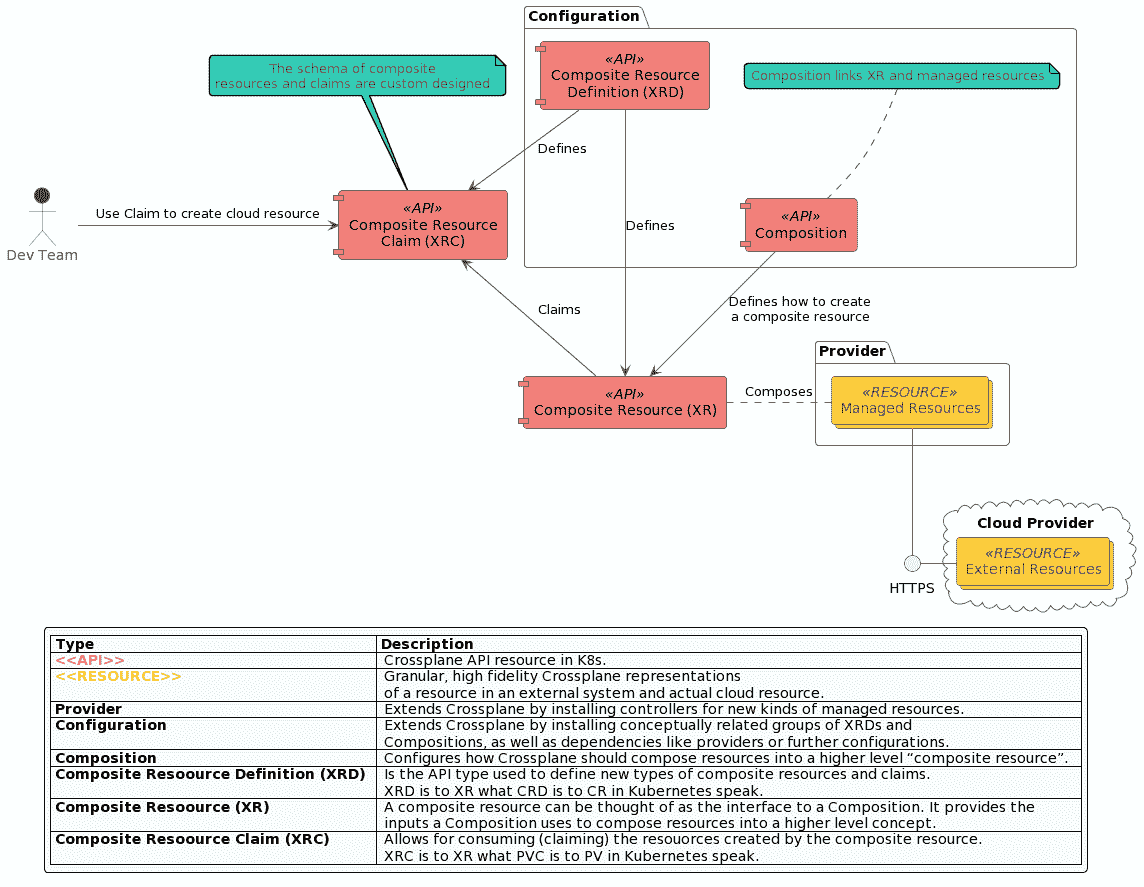 Configuration
«API»
Composite Resource
Definition (XRD)
The schema of composite
resources and claims are custom designed
Composition links XR and managed resources
Defines
«API»
Composite Resource
Claim (XRC)
Use Claim to create cloud resource
Dev Team
Defines
«API»
Composition
Claims
Defines how to create
a composite resource
Provider
«API»
Composite Resource (XR)
Composes
«RESOURCE»
Managed Resources
Cloud Provider
«RESOURCE»
External Resources
HTTPS
Type Description
<<API>> Crossplane API resource in K8s.
<<RESOURCE>> Granular, high fidelity Crossplane representations
of a resource in an external system and actual cloud resource.
Provider Extends Crossplane by installing controllers for new kinds of managed resources.
Configuration Extends Crossplane by installing conceptually related groups of XRDs and
Compositions, as well as dependencies like providers or further configurations.
Composition Configures how Crossplane should compose resources into a higher level “composite resource”.
Composite Resoource Definition (XRD) Is the API type used to define new types of composite resources and claims.
XRD is to XR what CRD is to CR in Kubernetes speak.
Composite Resoource (XR) A composite resource can be thought of as the interface to a Composition. It provides the
inputs a Composition uses to compose resources into a higher level concept.
Composite Resoource Claim (XRC) Allows for consuming (claiming) the resouorces created by the composite resource.
XRC is to XR what PVC is to PV in Kubernetes speak.